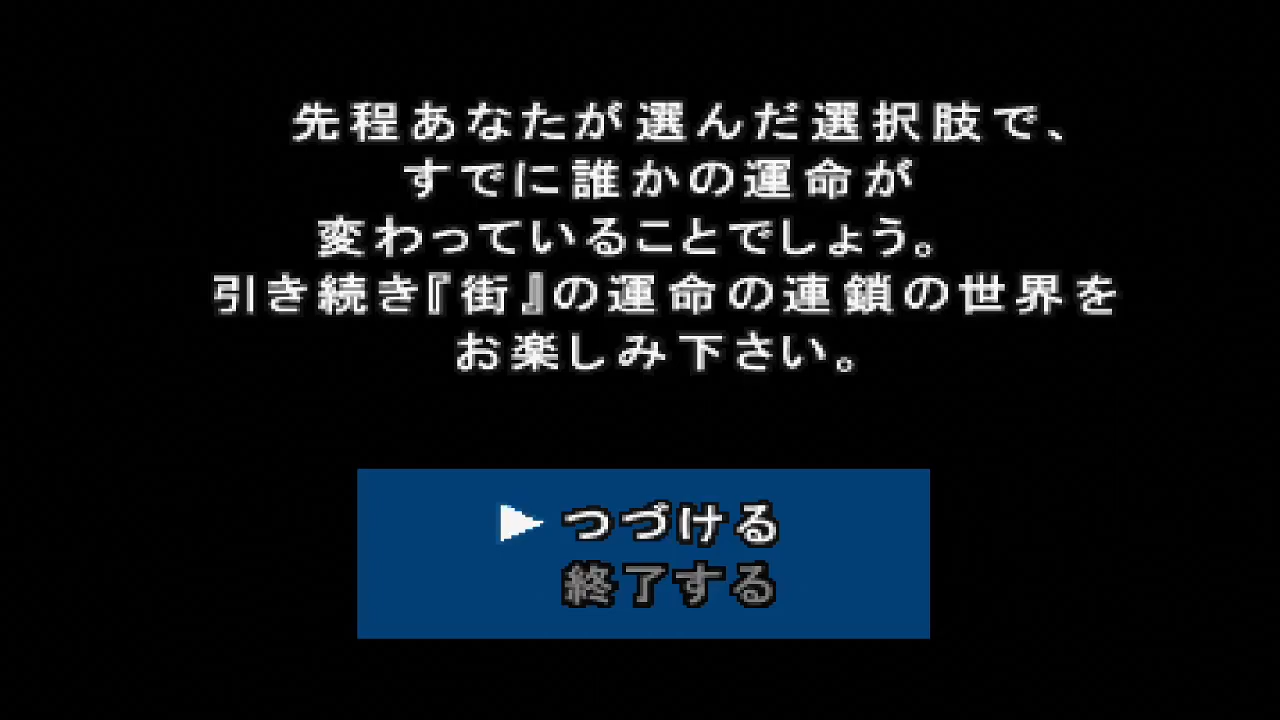 先程あなたが選んだ選択肢で、
すでに誰かの運命が
変わっていることでしょう。
引き続き『街』の運命の連鎖の世界を
お楽しみ下さい。
▶つづける
終了する